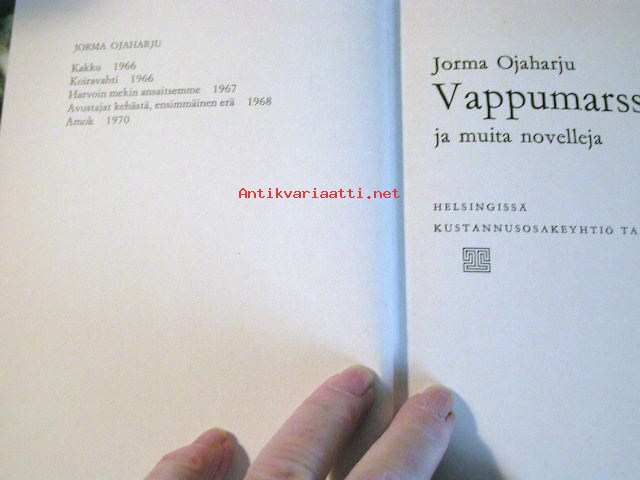 JORMA OJAHARJU
Kakku 1966
Koiravahti 1966
Harvoin mekin ansaitsemme 1967
Avustajat kehästä, ensimmäinen erä 1968
Amok 1970
Antikvariaatti.net
Jorma Ojaharju
Vappumarss
ja muita novelleja
HELSINGISSÄ
KUSTANNUSOSAKEYHTIÖ TA